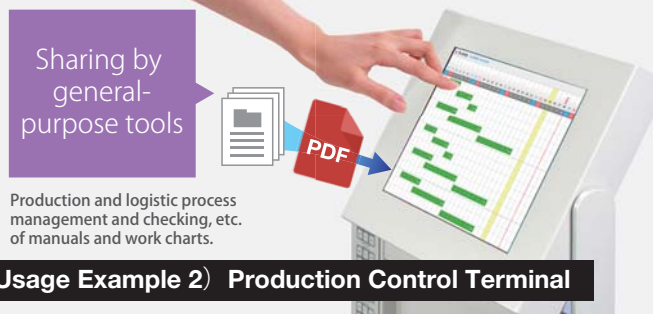 Sharing by
general-
purpose tools
PDF
Production and logistic process
management and checking, etc.
of manuals and work charts.
Usage Example 2）Production Control Terminal